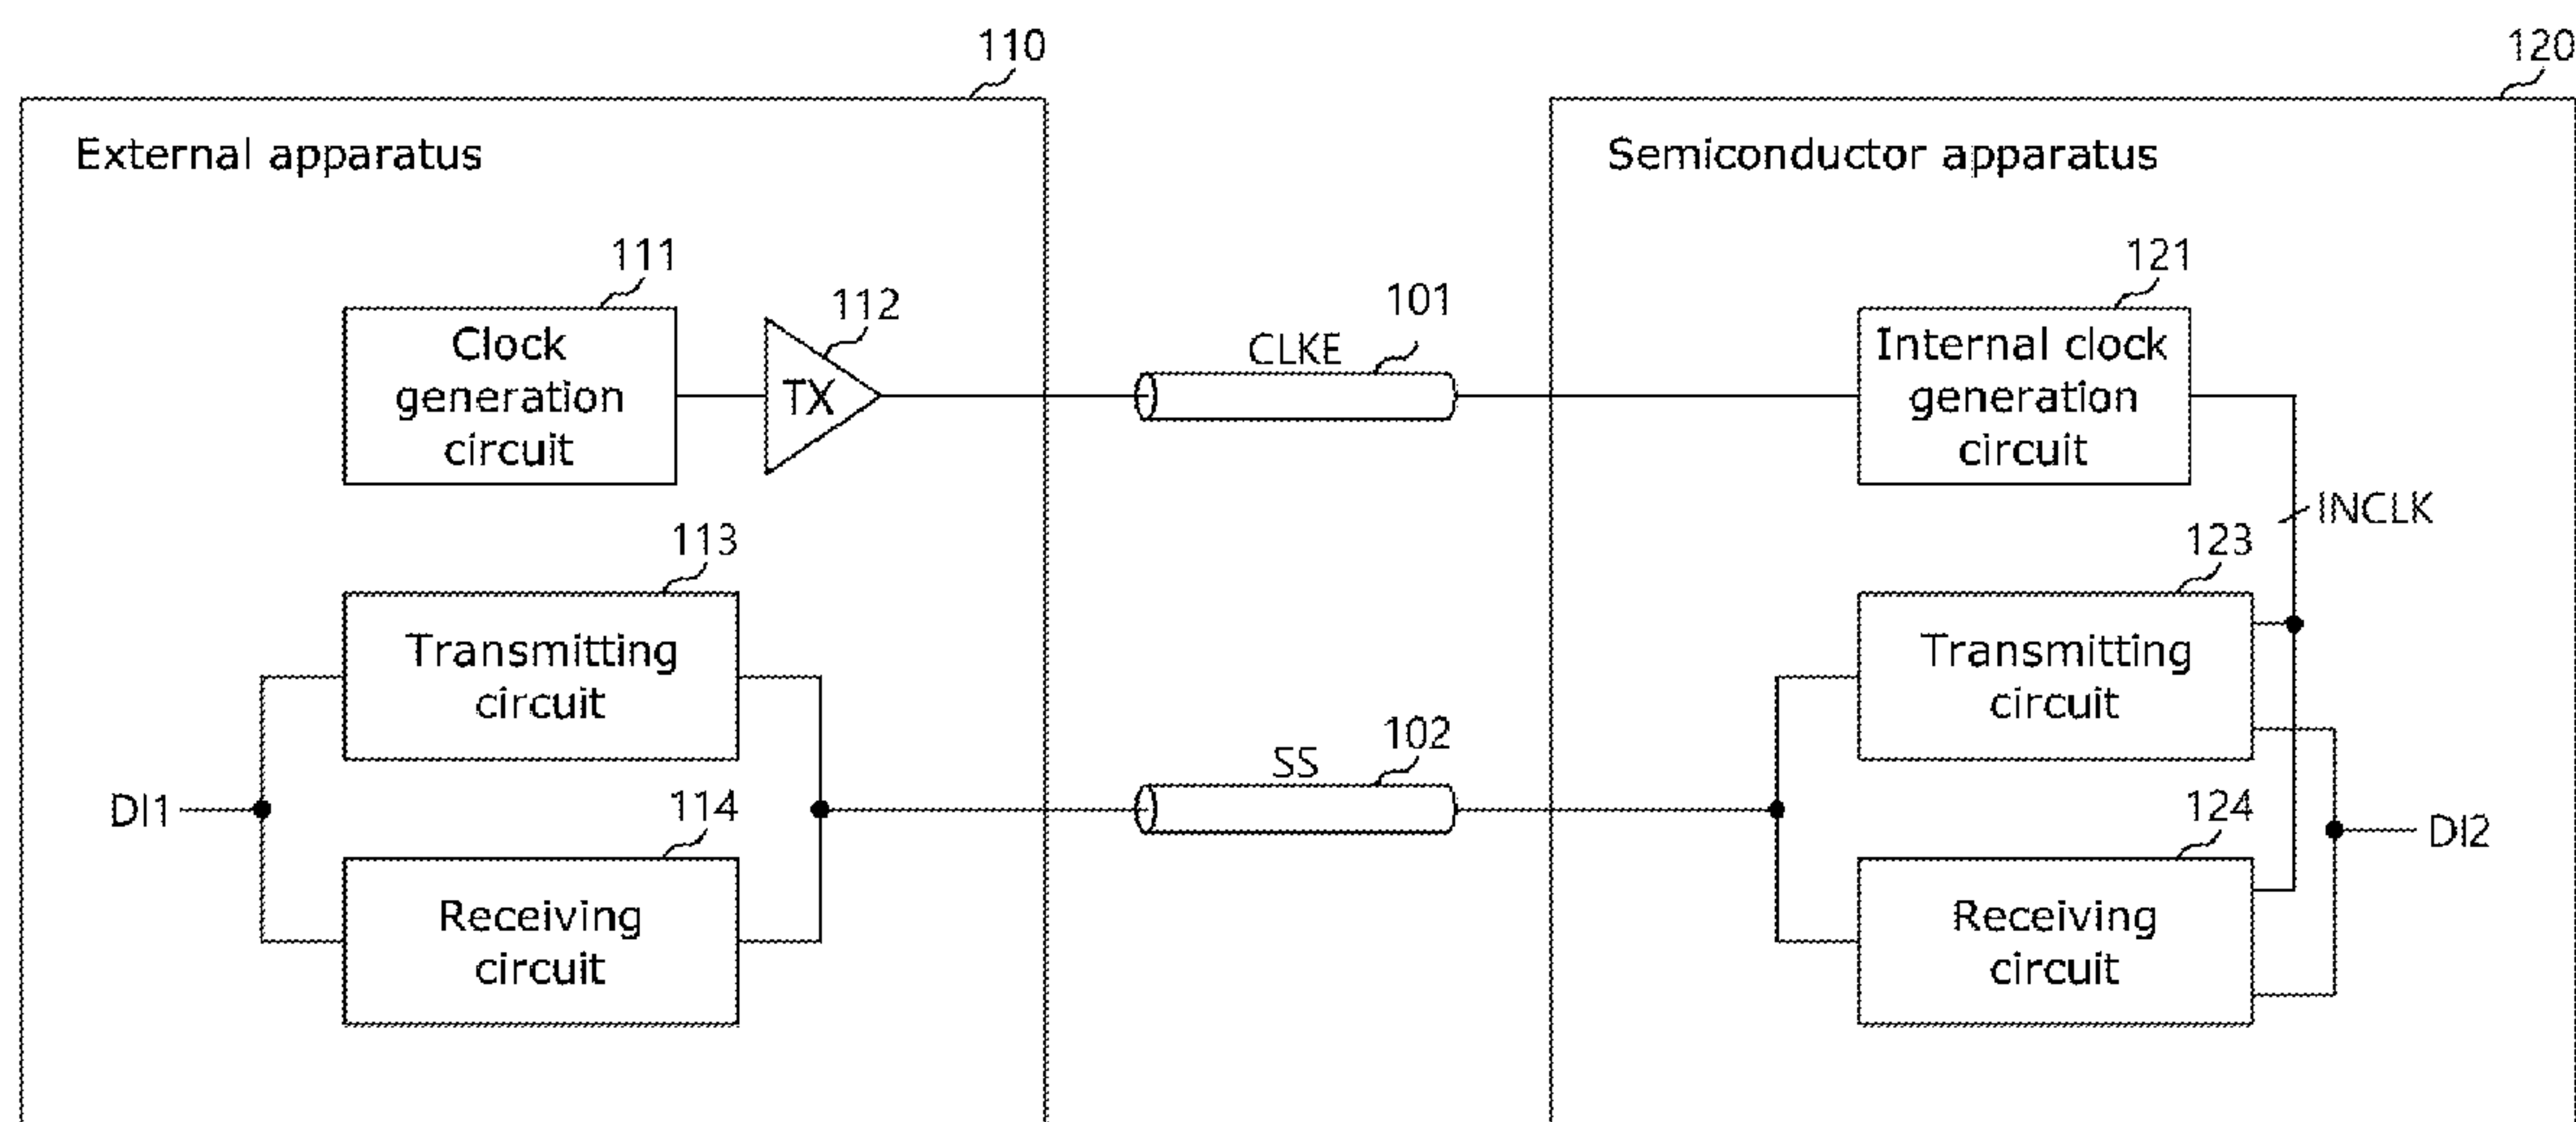 110
120
External apparatus
Semiconductor apparatus
111
112
101
121
Clock
generation
circuit
TX
CLKE
Internal clock
generation
circuit
INCLK
113
123
Transmitting
circuit
Transmitting
circuit
SS
102
DI1
114
124
DI2
Receiving
circuit
Receiving
circuit